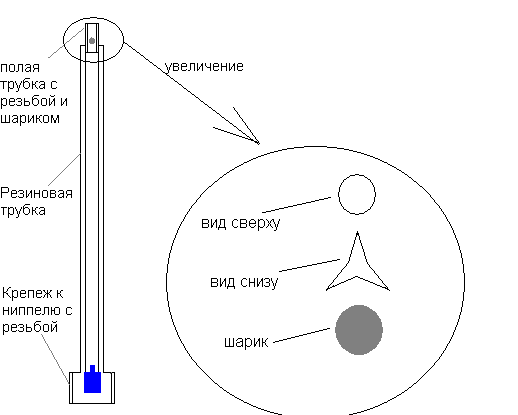 полая
трубка с
резьбой и
шариком
увеличение
Резиновая
трубка
вид сверху
вид снизу
Крепеж к
ниппелю с
резьбой
шарик